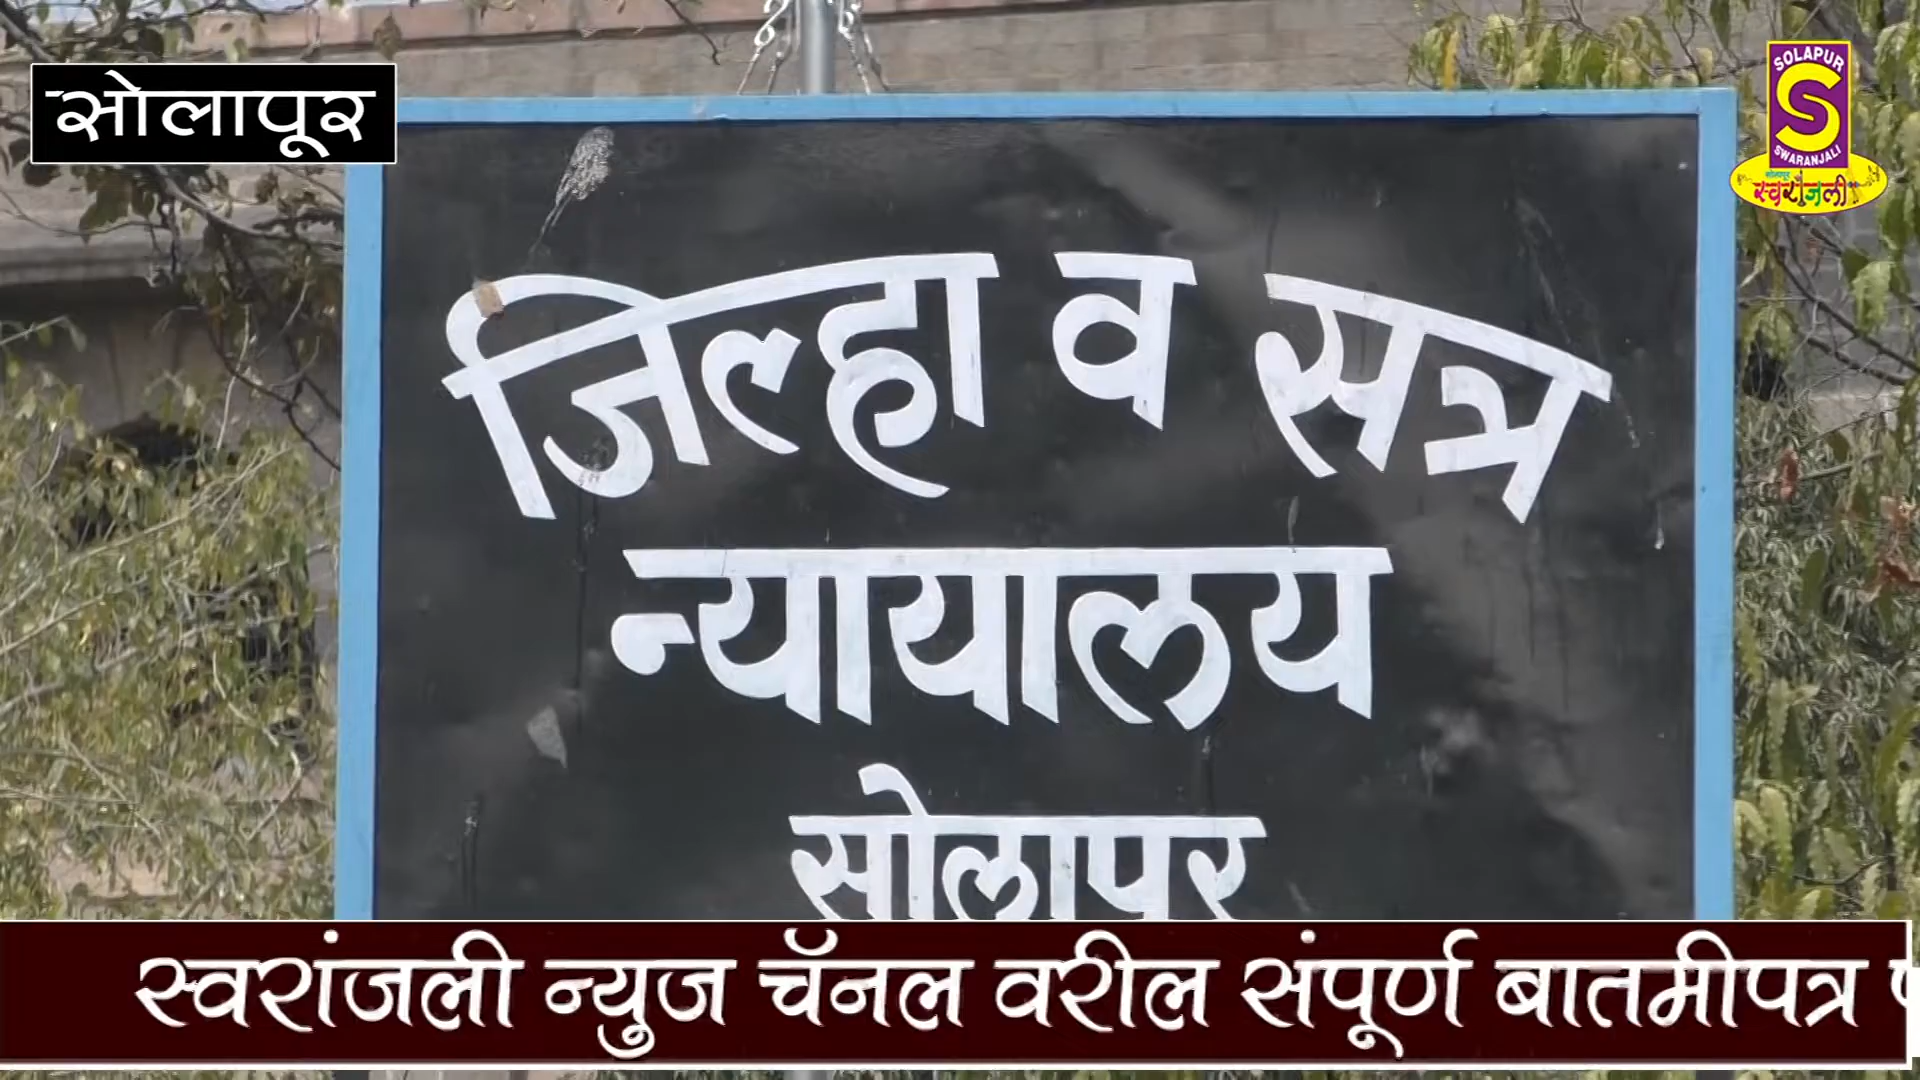 सोलापूर
SOLAPUR
S
SWARANJALI
सोलापूर
स्वरांजली
जिल्हा व सत्र
न्यायालय
सोलापूर
स्वरांजली न्युज चॅनल वरील संपूर्ण बातमीपत्र